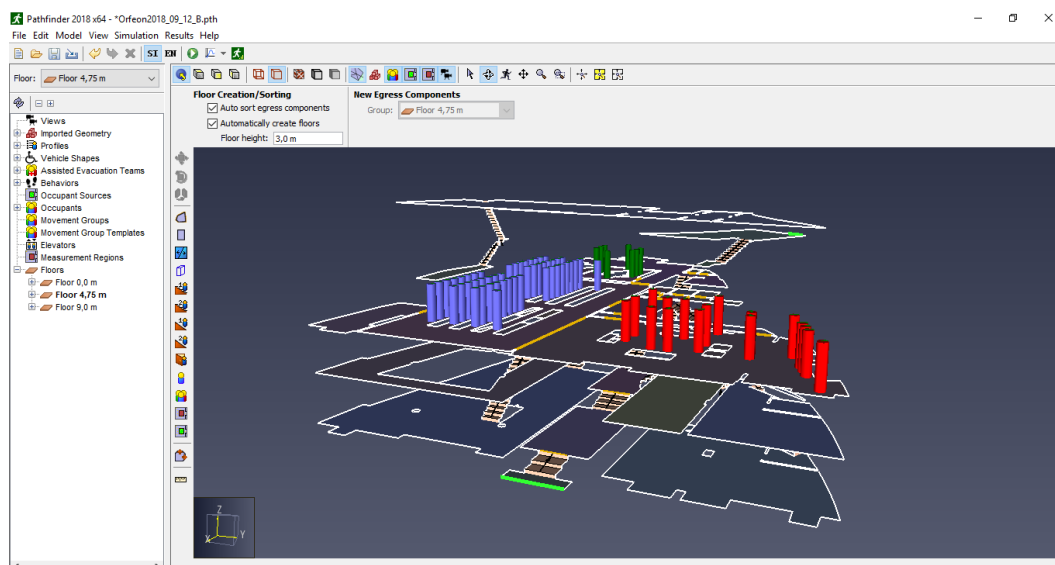 Pathfinder 2018 x64 - *Orfeon2018_09_12_B.pth
File Edit Model View Simulation Results Help
SI EN
Floor: Floor 4,75 m
Floor Creation/Sorting
Auto sort egress components
Automatically create floors
Floor height: 3,0 m
New Egress Components
Group: Floor 4,75 m
Views
Imported Geometry
Profiles
Vehicle Shapes
Assisted Evacuation Teams
Behaviors
Occupant Sources
Occupants
Movement Groups
Movement Group Templates
Elevators
Measurement Regions
Floors
Floor 0,0 m
Floor 4,75 m
Floor 9,0 m
Z
X Y